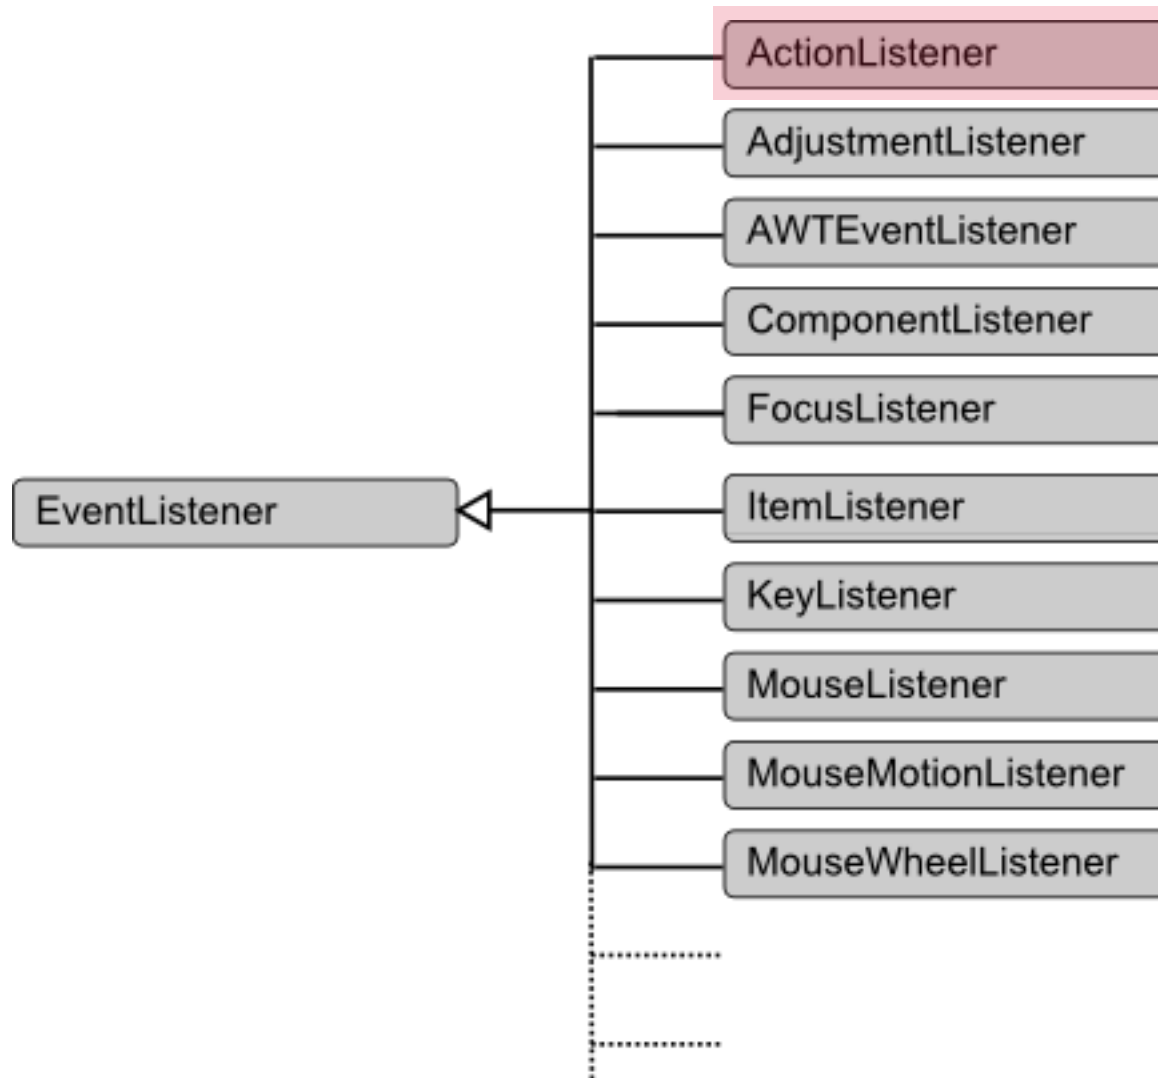 ActionListener
AdjustmentListener
AWTEventListener
ComponentListener
FocusListener
EventListener
ItemListener
KeyListener
MouseListener
MouseMotionListener
MouseWheelListener